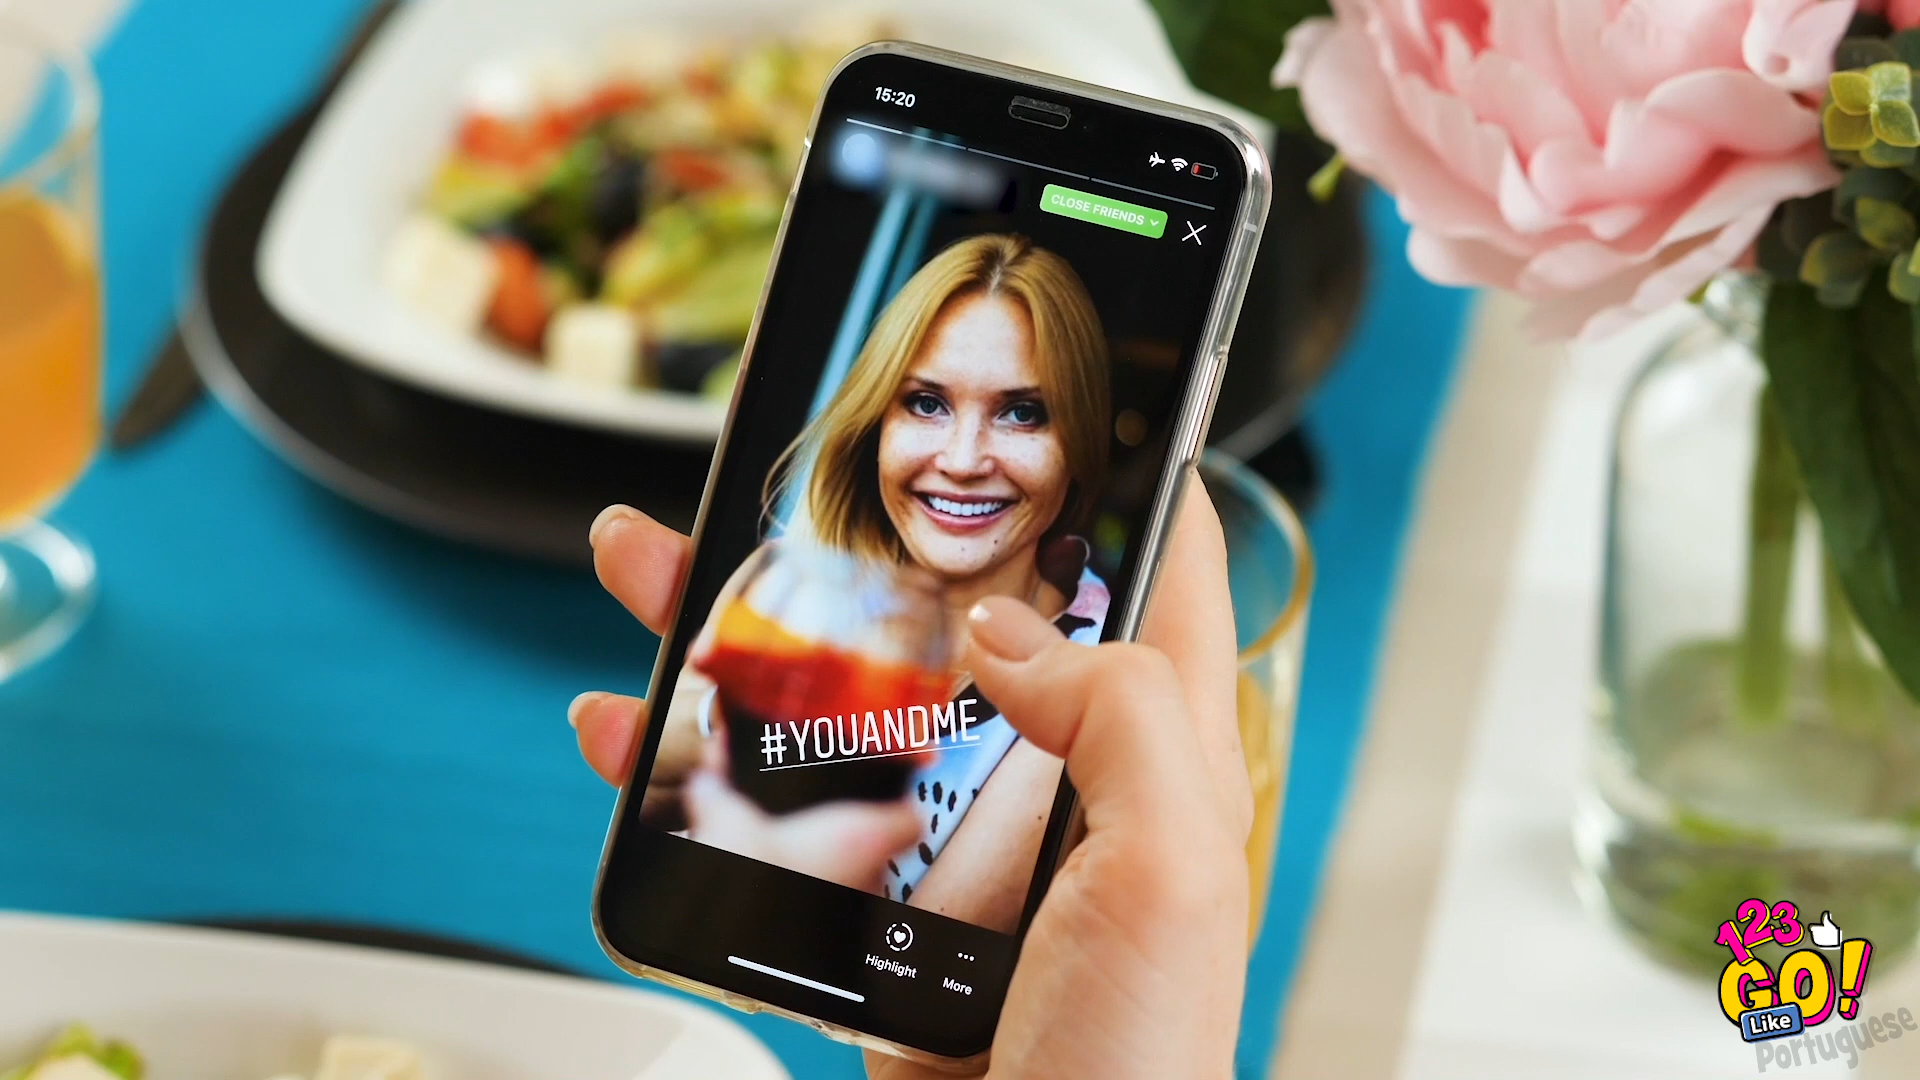 15:20
CLOSE FRIENDS
#YOUANDME
Highlight
More
123
GO!
Like
Portuguese